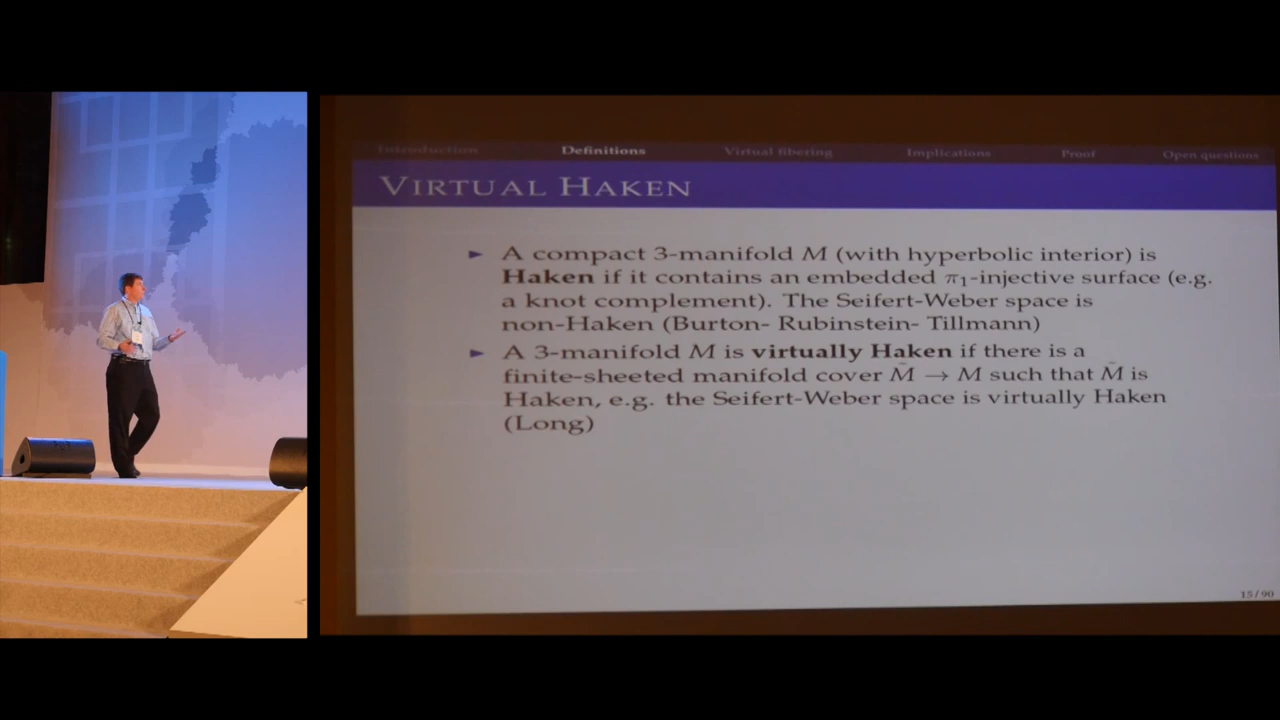 Introduction Definitions Virtual fibering Implications Proof Open questions
VIRTUAL HAKEN
► A compact 3-manifold M (with hyperbolic interior) is
Haken if it contains an embedded π₁-injective surface (e.g.
a knot complement). The Seifert-Weber space is
non-Haken (Burton- Rubinstein- Tillmann)
► A 3-manifold M is virtually Haken if there is a
finite-sheeted manifold cover M̃ → M such that M̃ is
Haken, e.g. the Seifert-Weber space is virtually Haken
(Long)
15 / 90